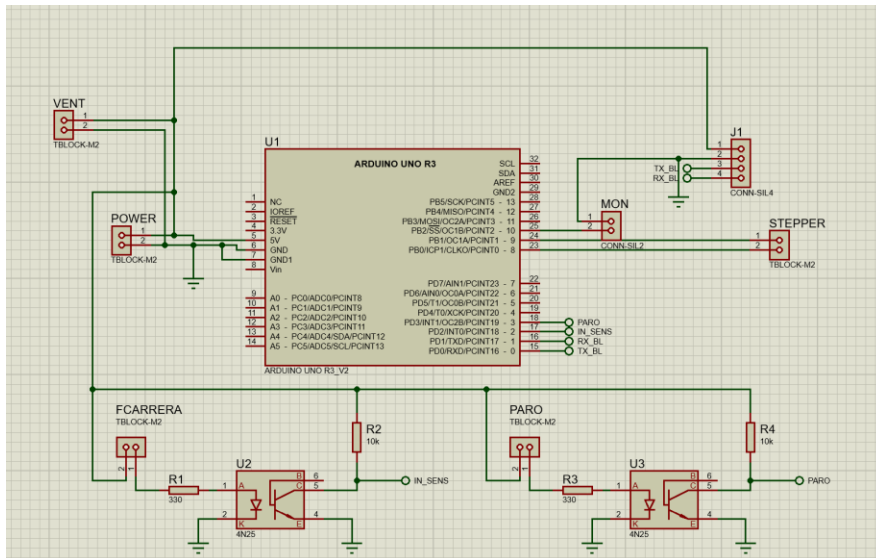 VENT
1
2
TBLOCK-M2
POWER
1
2
TBLOCK-M2
U1
ARDUINO UNO R3
1 NC
2 IOREF
3 RESET
4 3.3V
5 5V
6 GND
7 GND1
8 Vin
9 A0 - PC0/ADC0/PCINT8
10 A1 - PC1/ADC1/PCINT9
11 A2 - PC2/ADC2/PCINT10
12 A3 - PC3/ADC3/PCINT11
13 A4 - PC4/ADC4/SDA/PCINT12
14 A5 - PC5/ADC5/SCL/PCINT13
SCL 32
SDA 31
AREF 30
GND2 29
PB5/SCK/PCINT5 - 13 28
PB4/MISO/PCINT4 - 12 27
PB3/MOSI/OC2A/PCINT3 - 11 26
PB2/SS/OC1B/PCINT2 - 10 25
PB1/OC1A/PCINT1 - 9 24
PB0/ICP1/CLKO/PCINT0 - 8 23
PD7/AIN1/PCINT23 - 7 22
PD6/AIN0/OC0A/PCINT22 - 6 21
PD5/T1/OC0B/PCINT21 - 5 20
PD4/T0/XCK/PCINT20 - 4 19
PD3/INT1/OC2B/PCINT19 - 3 18 PARO
PD2/INT0/PCINT18 - 2 17 IN_SENS
PD1/TXD/PCINT17 - 1 16 RX_BL
PD0/RXD/PCINT16 - 0 15 TX_BL
ARDUINO UNO R3_V2
J1
1
2
TX_BL 3
RX_BL 4
CONN-SIL4
MON
1
2
CONN-SIL2
STEPPER
1
2
TBLOCK-M2
FCARRERA
TBLOCK-M2
2 1
R1
330
U2
1 A
2 K
B 6
C 5
E 4
4N25
R2
10k
IN_SENS
PARO
TBLOCK-M2
2 1
R3
330
U3
1 A
2 K
B 6
C 5
E 4
4N25
R4
10k
PARO